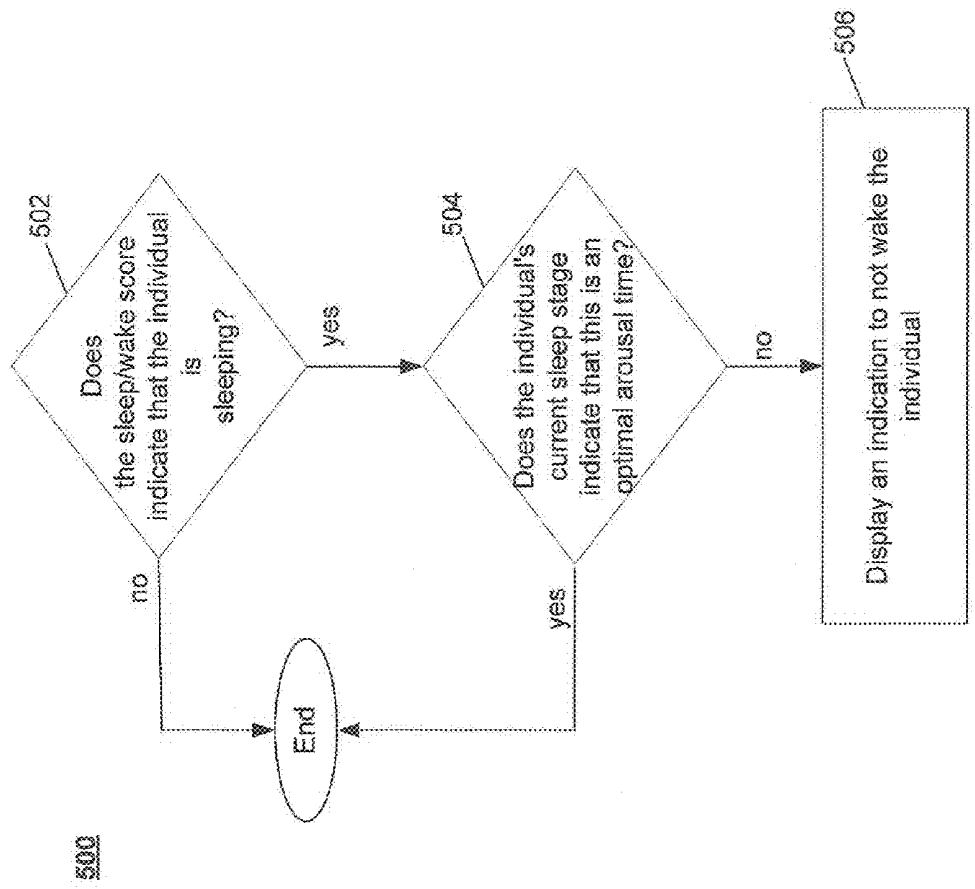 500
502
Does
the sleep/wake score
indicate that the individual
is
sleeping?
no
yes
504
Does the individual's
current sleep stage
indicate that this is an
optimal arousal time?
yes
no
End
506
Display an indication to not wake the
individual